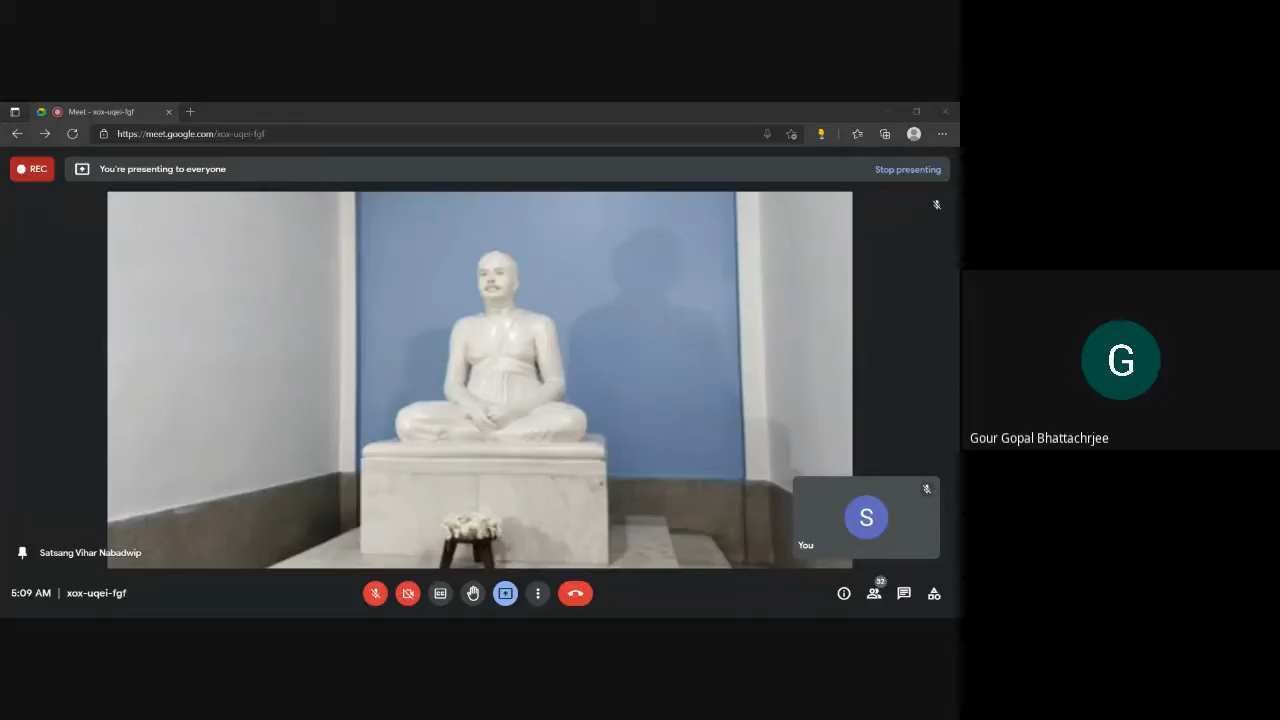 Meet - xox-uqei-fgf
https://meet.google.com/xox-uqei-fgf
REC
You're presenting to everyone
Stop presenting
S
You
Satsang Vihar Nabadwip
G
Gour Gopal Bhattachrjee
5:09 AM | xox-uqei-fgf
32